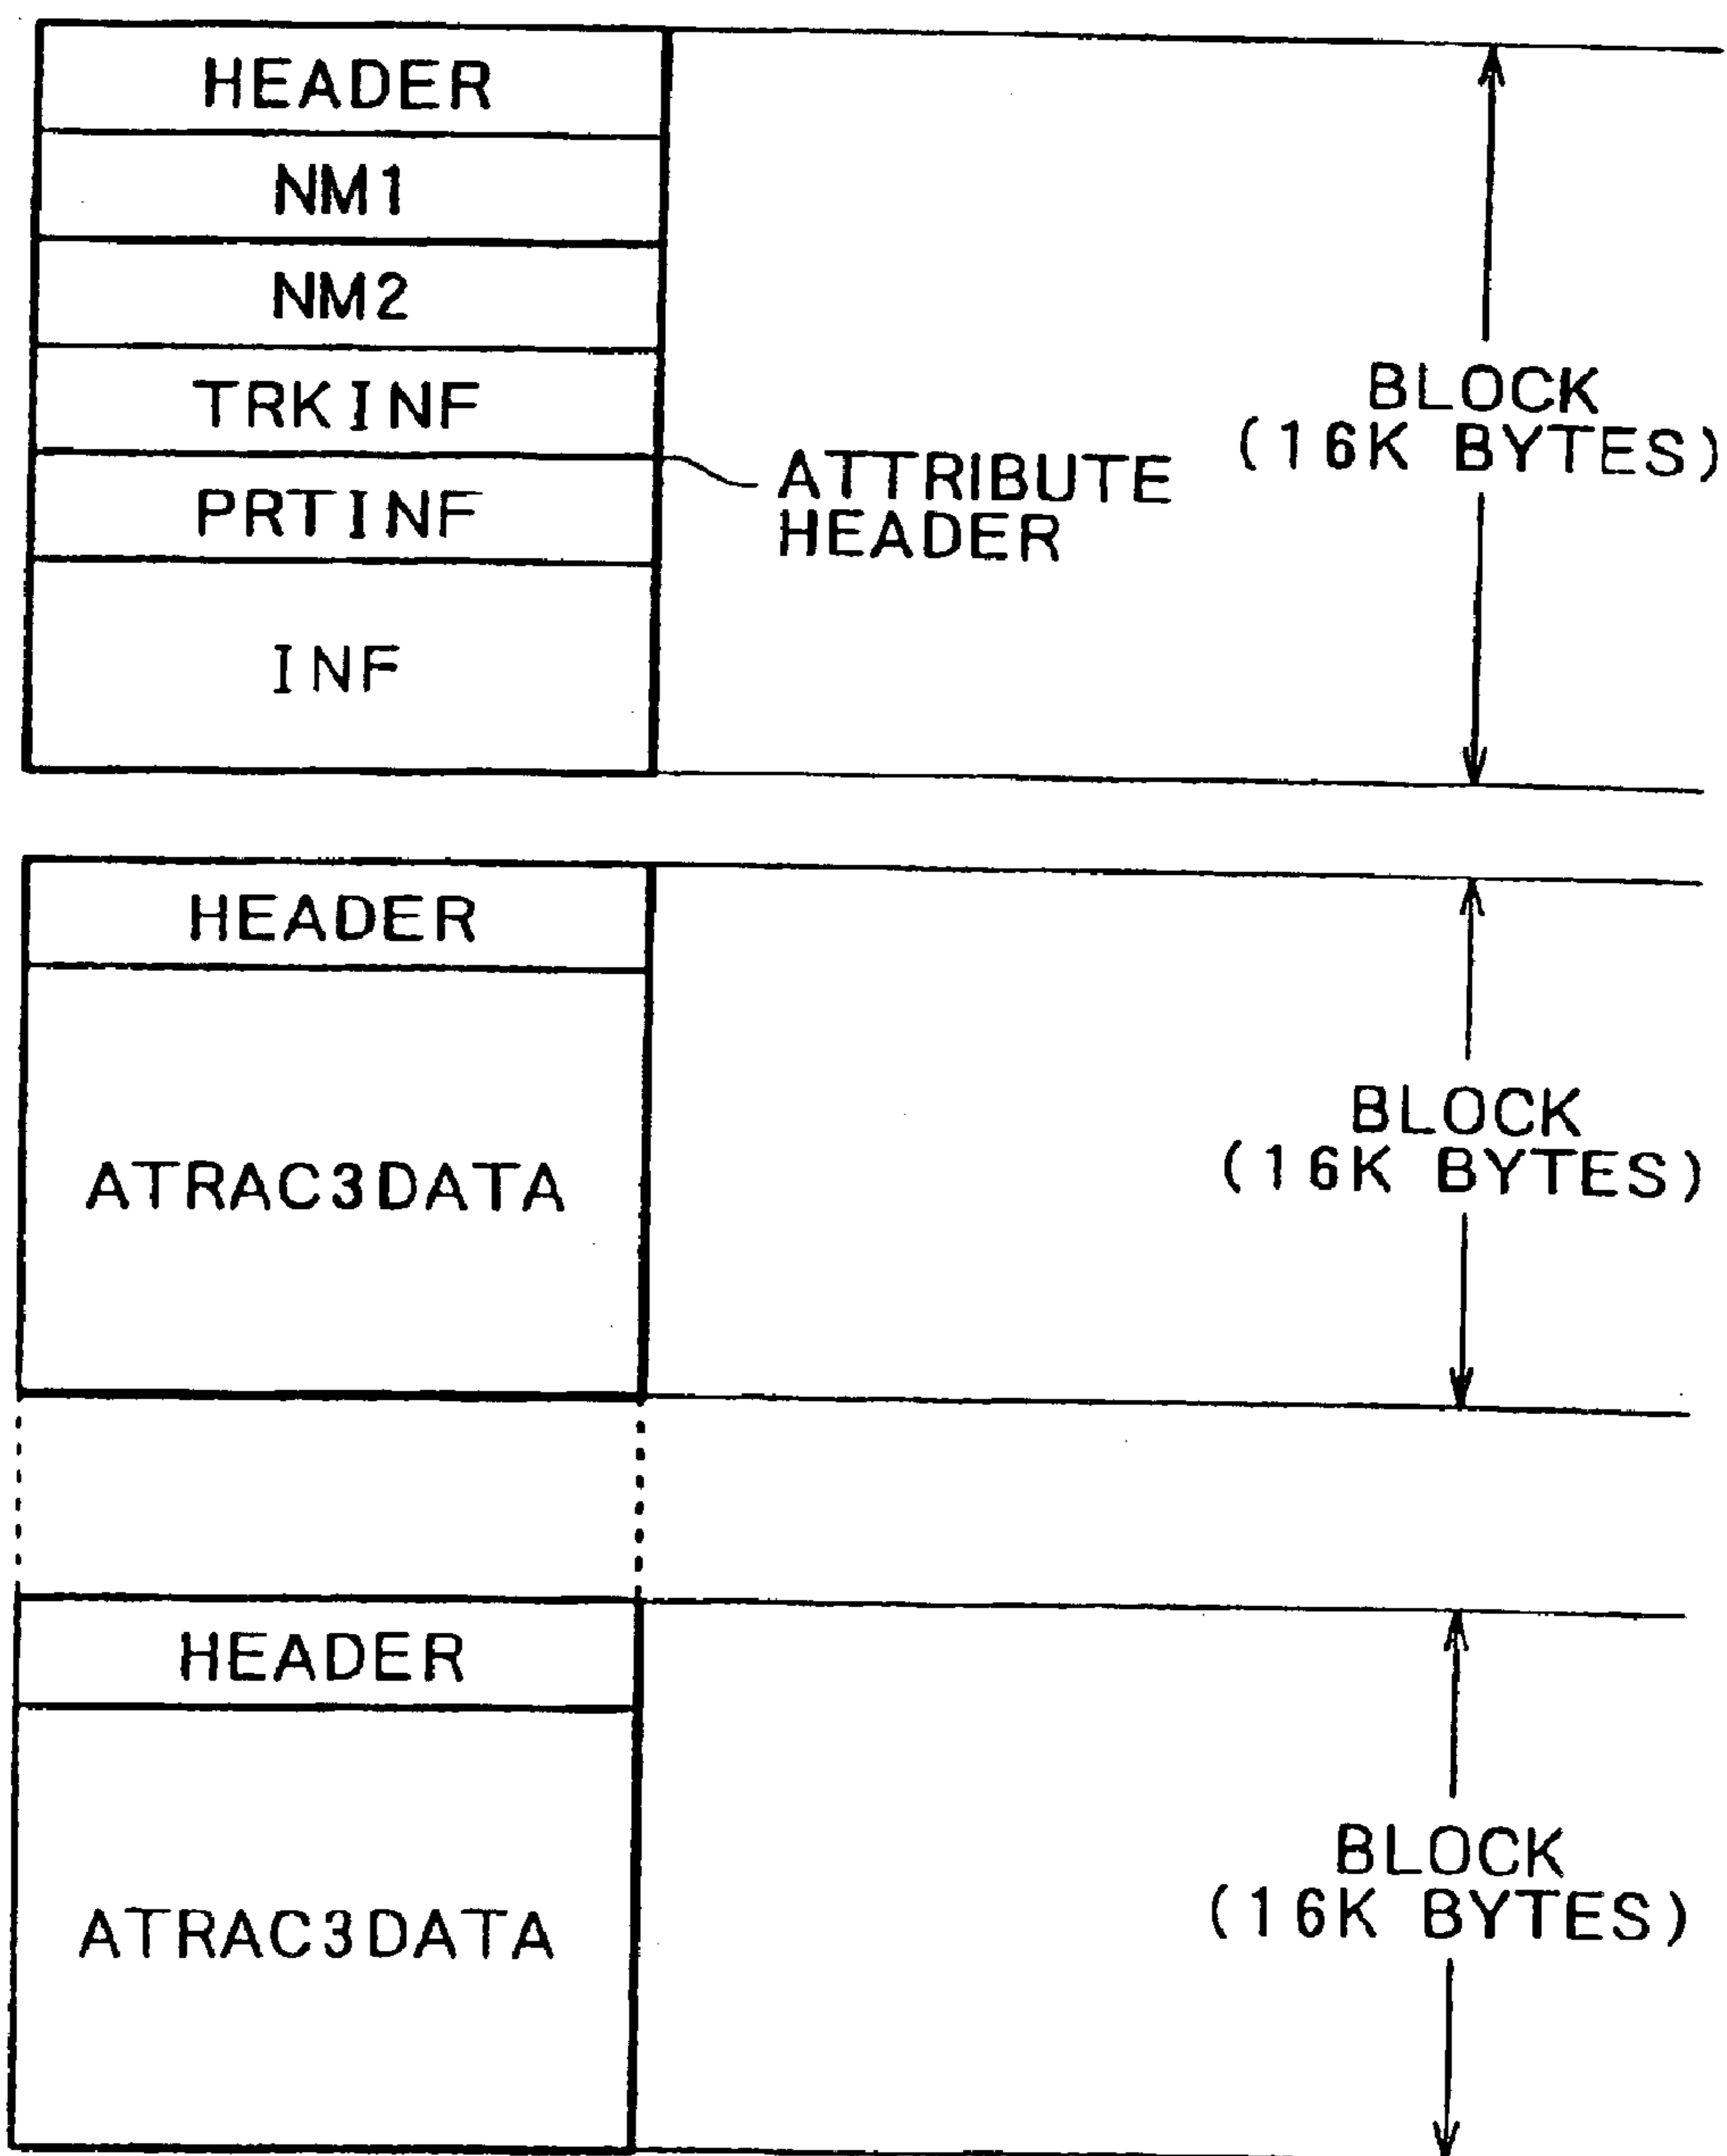 HEADER
NM1
NM2
TRKINF
PRTINF
INF
ATTRIBUTE
HEADER
BLOCK
(16K BYTES)
HEADER
ATRAC3DATA
BLOCK
(16K BYTES)
HEADER
ATRAC3DATA
BLOCK
(16K BYTES)